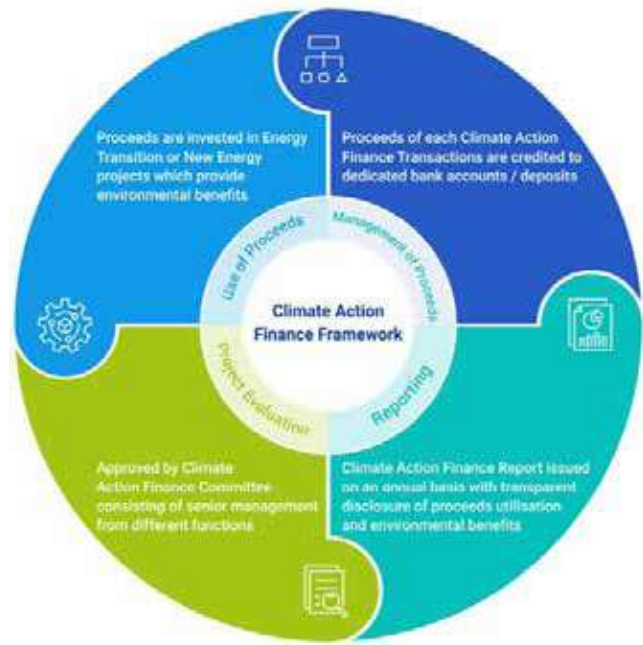 Proceeds are invested in Energy
Transition or New Energy
projects which provide
environmental benefits
Proceeds of each Climate Action
Finance Transactions are credited to
dedicated bank accounts / deposits
Use of Proceeds
Management of Proceeds
Climate Action
Finance Framework
Project Evaluation
Reporting
Approved by Climate
Action Finance Committee
consisting of senior management
from different functions
Climate Action Finance Report issued
on an annual basis with transparent
disclosure of proceeds utilisation
and environmental benefits